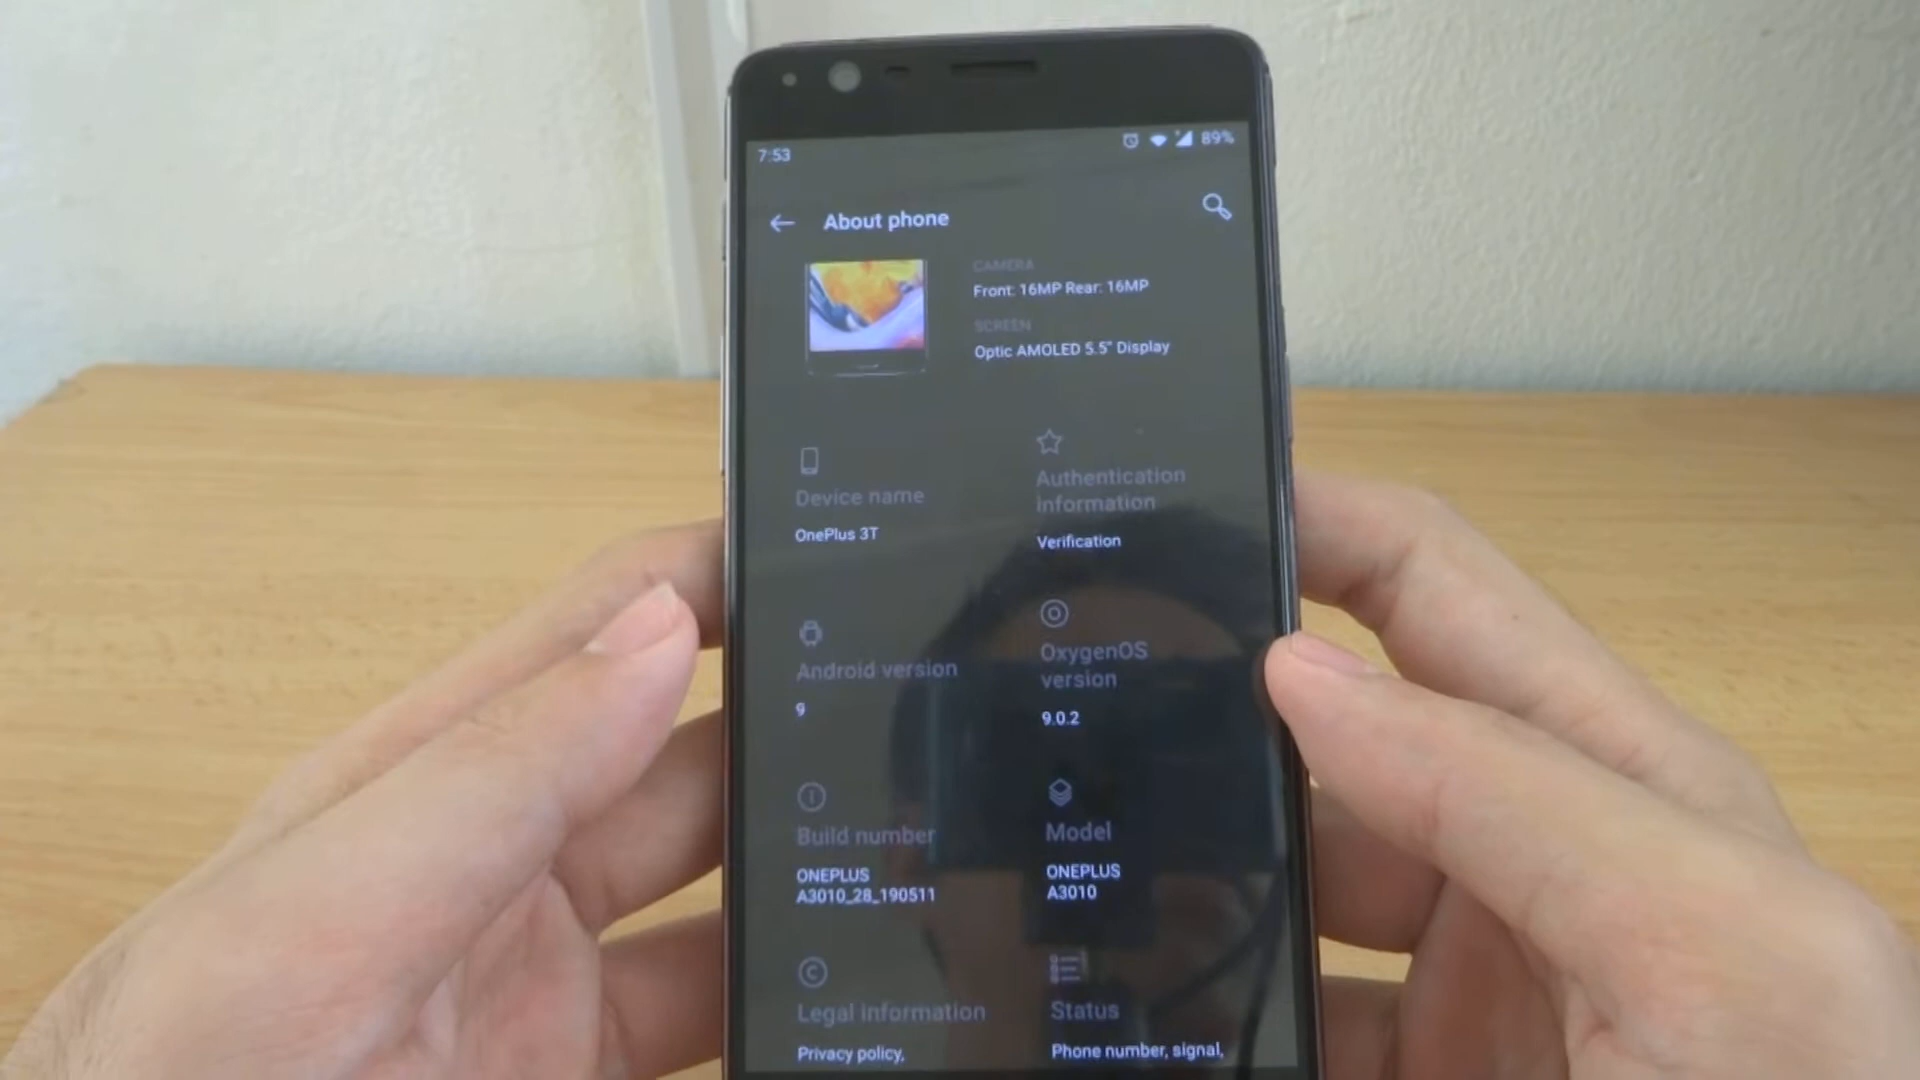 7:53
89%
About phone
CAMERA
Front: 16MP Rear: 16MP
SCREEN
Optic AMOLED 5.5" Display
Device name
OnePlus 3T
Authentication
information
Verification
Android version
9
OxygenOS
version
9.0.2
Build number
ONEPLUS
A3010_28_190511
Model
ONEPLUS
A3010
Legal information
Privacy policy,
Status
Phone number, signal,